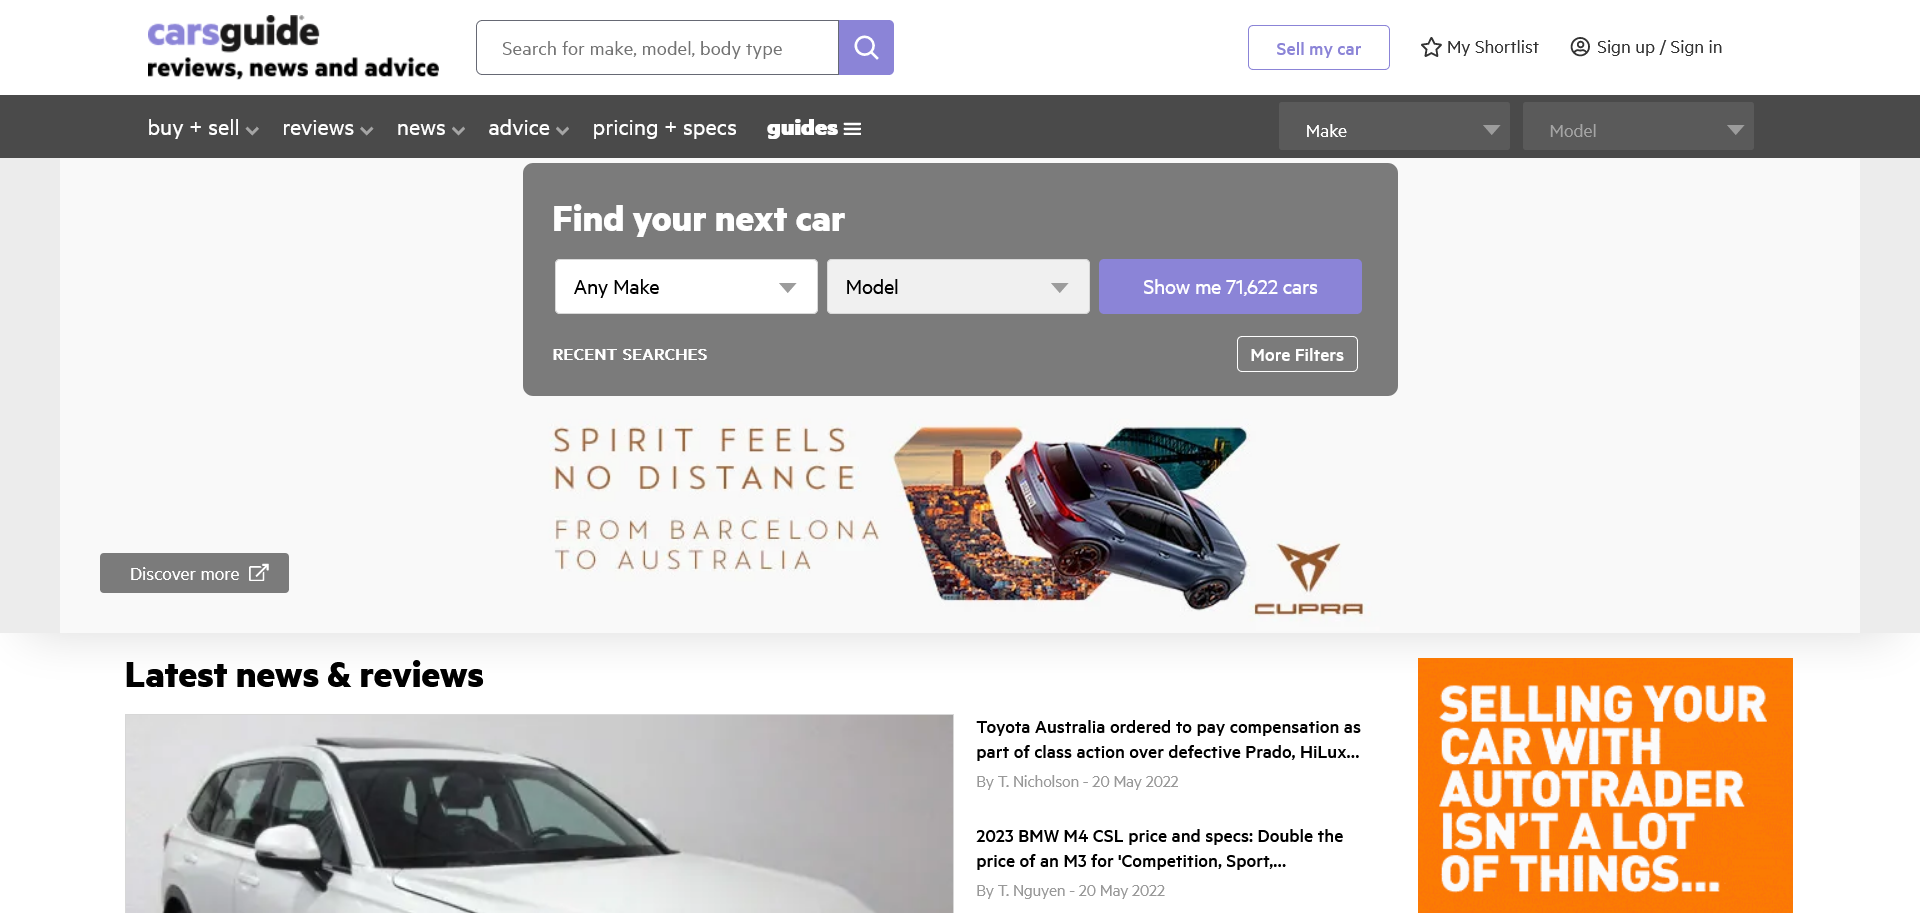 carsguide
reviews, news and advice
Search for make, model, body type
Sell my car
My Shortlist
Sign up / Sign in
buy + sell
reviews
news
advice
pricing + specs
guides
Make
Model
Find your next car
Any Make
Model
Show me 71,622 cars
RECENT SEARCHES
More Filters
SPIRIT FEELS
NO DISTANCE
FROM BARCELONA
TO AUSTRALIA
CUPRA
Discover more
Latest news & reviews
Toyota Australia ordered to pay compensation as
part of class action over defective Prado, HiLux...
By T. Nicholson - 20 May 2022
2023 BMW M4 CSL price and specs: Double the
price of an M3 for 'Competition, Sport,...
By T. Nguyen - 20 May 2022
SELLING YOUR
CAR WITH
AUTOTRADER
ISN'T A LOT
OF THINGS...